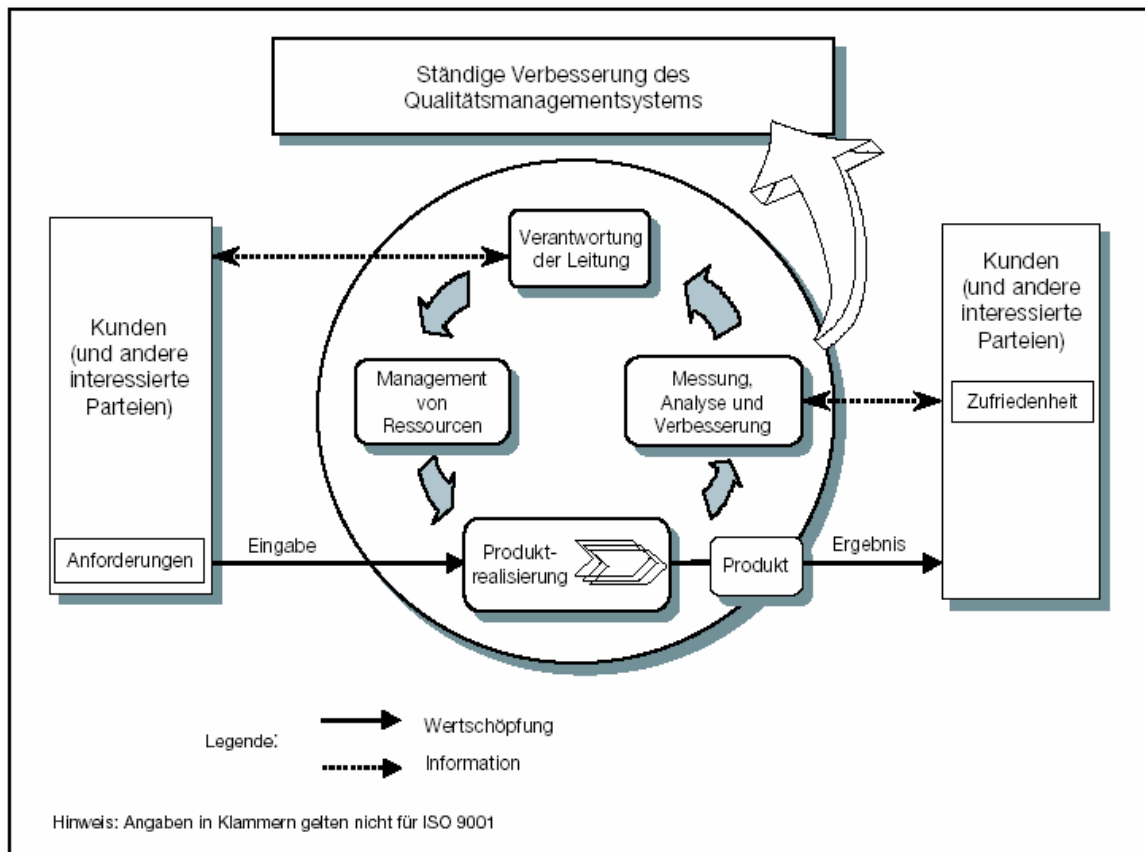 Ständige Verbesserung des
Qualitätsmanagementsystems
Kunden
(und andere
interessierte
Parteien)
Anforderungen
Eingabe
Verantwortung
der Leitung
Management
von
Ressourcen
Messung,
Analyse und
Verbesserung
Produkt-
realisierung
Produkt
Ergebnis
Kunden
(und andere
interessierte
Parteien)
Zufriedenheit
Legende:
Wertschöpfung
Information
Hinweis: Angaben in Klammern gelten nicht für ISO 9001